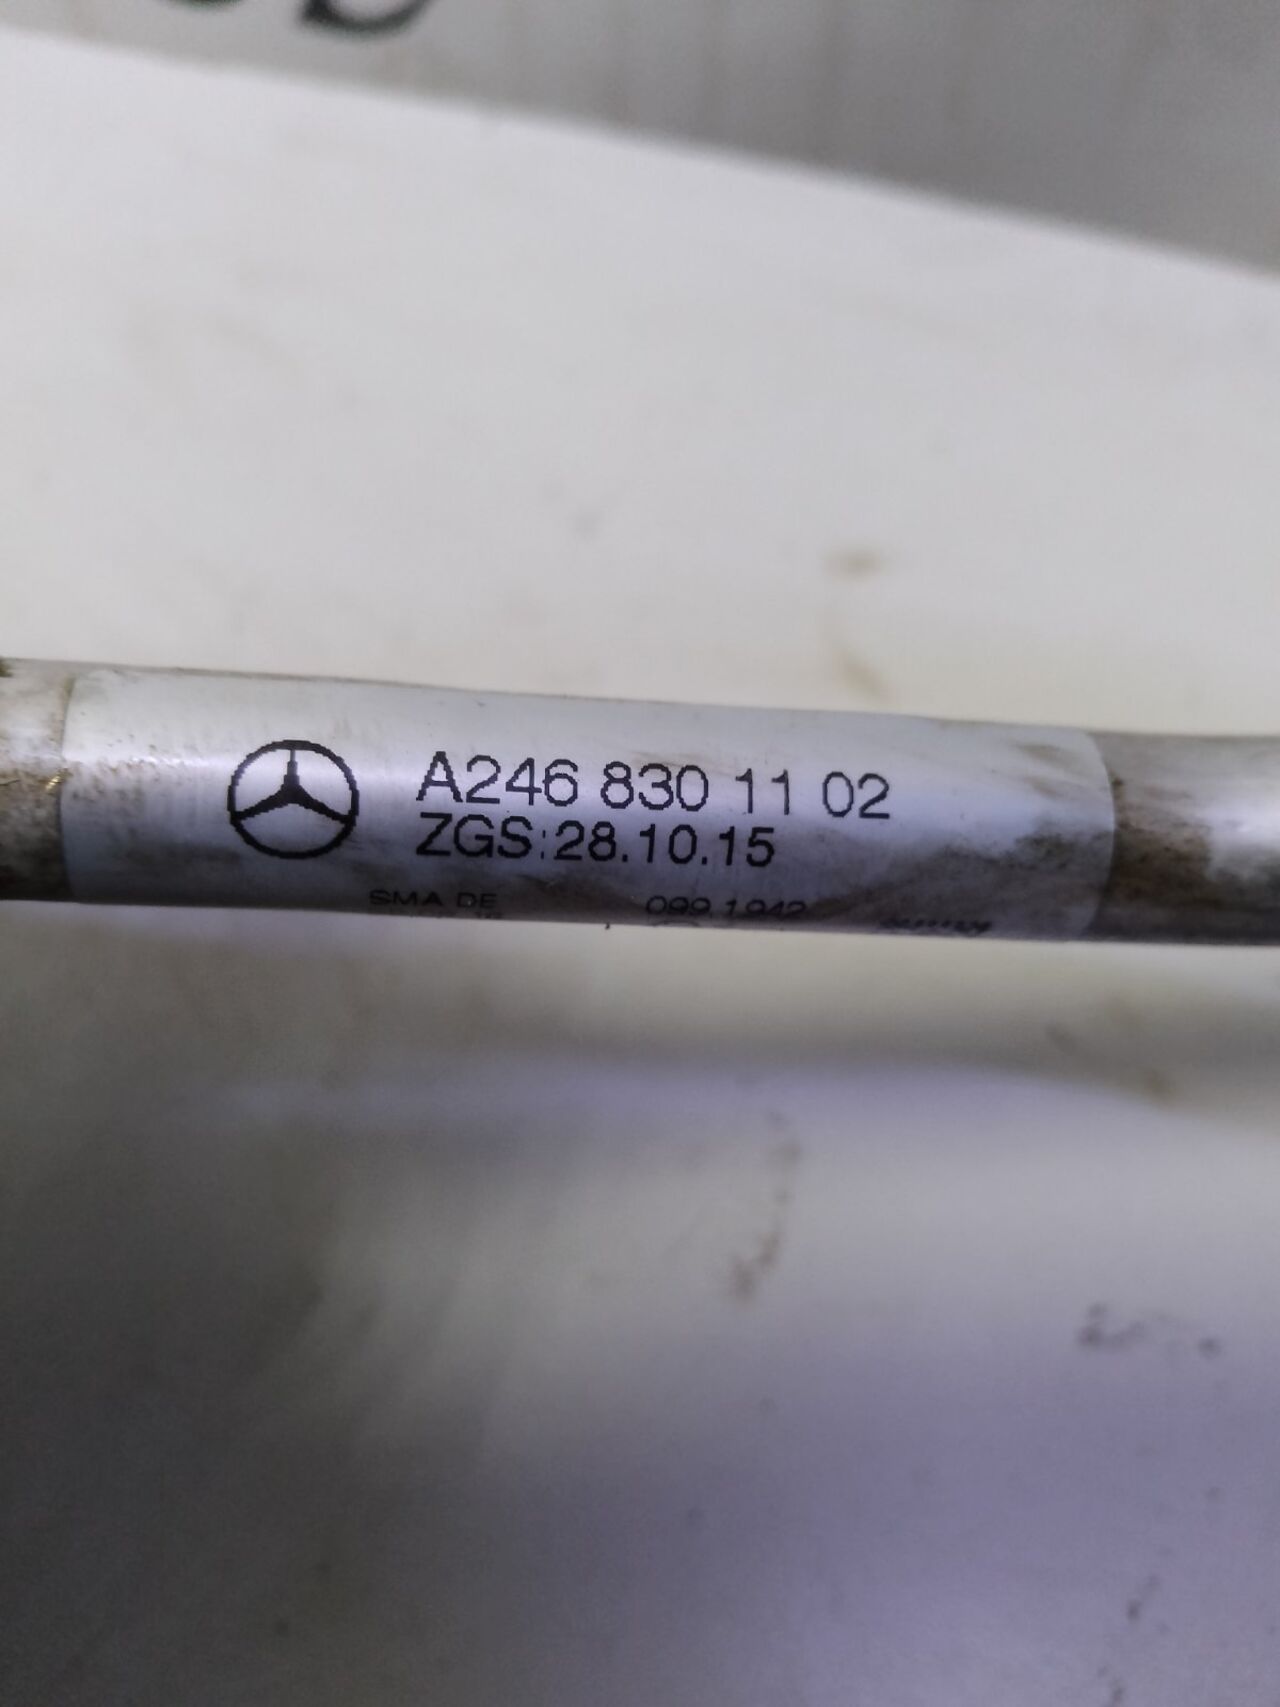 A246 830 11 02
ZGS:28.10.15
SMA DE 099.1942